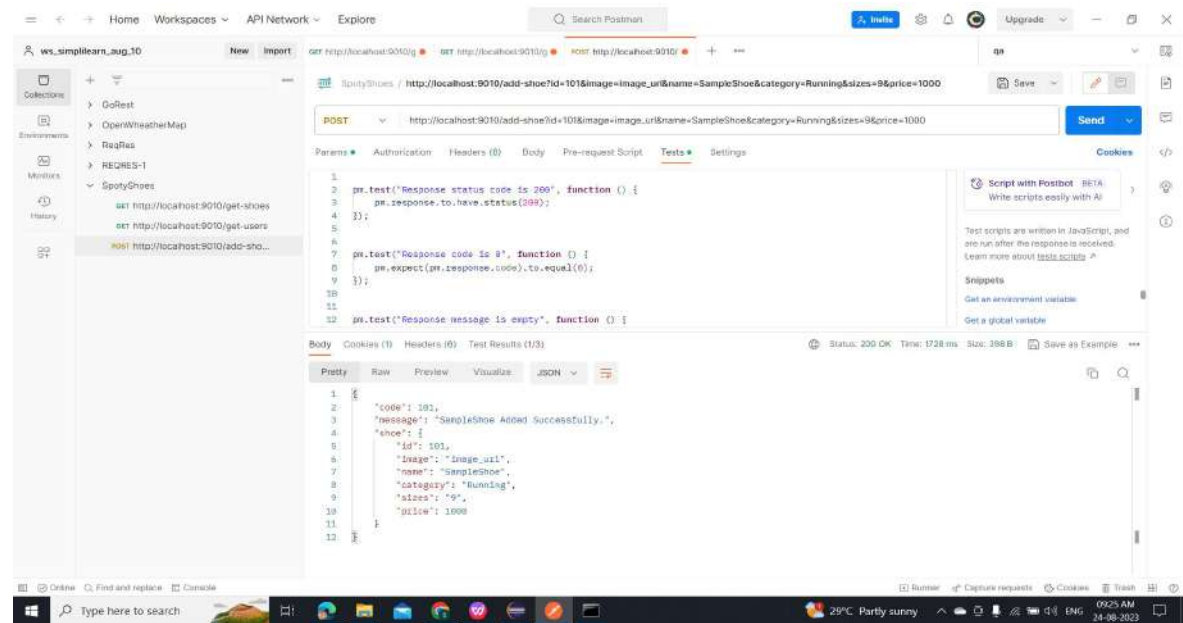 Home Workspaces API Network Explore Search Postman Invite Upgrade
ws_simplilearn_aug_10 New Import GET http://localhost:9010/g GET http://localhost:9010/g POST http://localhost:9010/ qa
SpotyShoes / http://localhost:9010/add-shoe?id=101&image=image_url&name=SampleShoe&category=Running&sizes=9&price=1000 Save
POST http://localhost:9010/add-shoe?id=101&image=image_url&name=SampleShoe&category=Running&sizes=9&price=1000 Send
Params Authorization Headers (8) Body Pre-request Script Tests Settings Cookies
Collections
Environments
Monitors
History
GoRest
OpenWheatherMap
ReqRes
REQRES-1
SpotyShoes
GET http://localhost:9010/get-shoes
GET http://localhost:9010/get-users
POST http://localhost:9010/add-sho...
1
2 pm.test("Response status code is 200", function () {
3 pm.response.to.have.status(200);
4 });
5
6
7 pm.test("Response code is 0", function () {
8 pm.expect(pm.response.code).to.equal(0);
9 });
10
11
12 pm.test("Response message is empty", function () {
Script with Postbot BETA
Write scripts easily with AI
Test scripts are written in JavaScript, and
are run after the response is received.
Learn more about tests scripts
Snippets
Get an environment variable
Get a global variable
Body Cookies (1) Headers (6) Test Results (1/3) Status: 200 OK Time: 1728 ms Size: 398 B Save as Example
Pretty Raw Preview Visualize JSON
1 {
2 "code": 101,
3 "message": "SampleShoe Added Successfully.",
4 "shoe": {
5 "id": 101,
6 "image": "image_url",
7 "name": "SampleShoe",
8 "category": "Running",
9 "sizes": "9",
10 "price": 1000
11 }
12 }
Online Find and replace Console Runner Capture requests Cookies Trash
Type here to search 29°C Partly sunny ENG 09:25 AM
24-08-2023